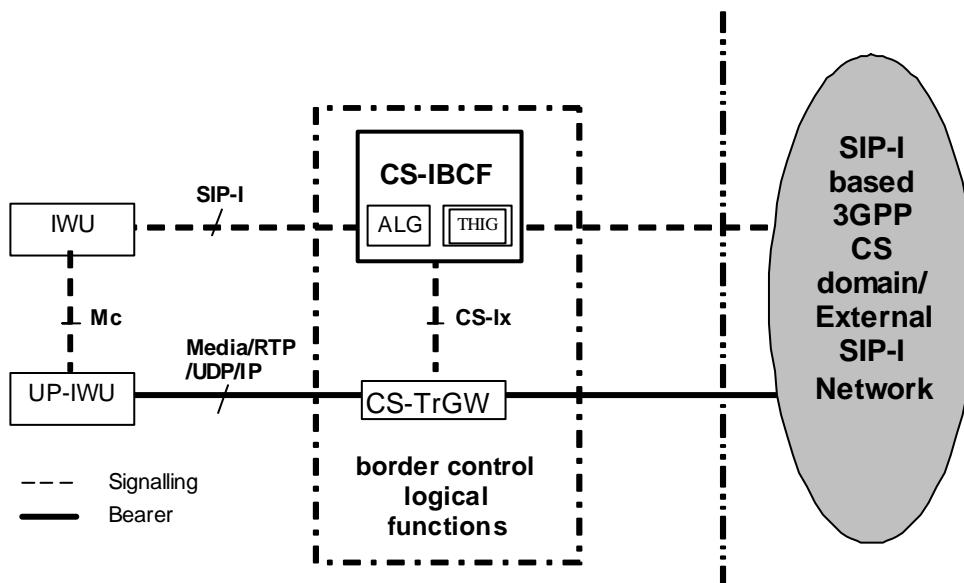 CS-IBCF
ALG
THIG
SIP-I
IWU
Mc
CS-Ix
Media/RTP
/UDP/IP
UP-IWU
CS-TrGW
border control
logical
functions
Signalling
Bearer
SIP-I
based
3GPP
CS
domain/
External
SIP-I
Network